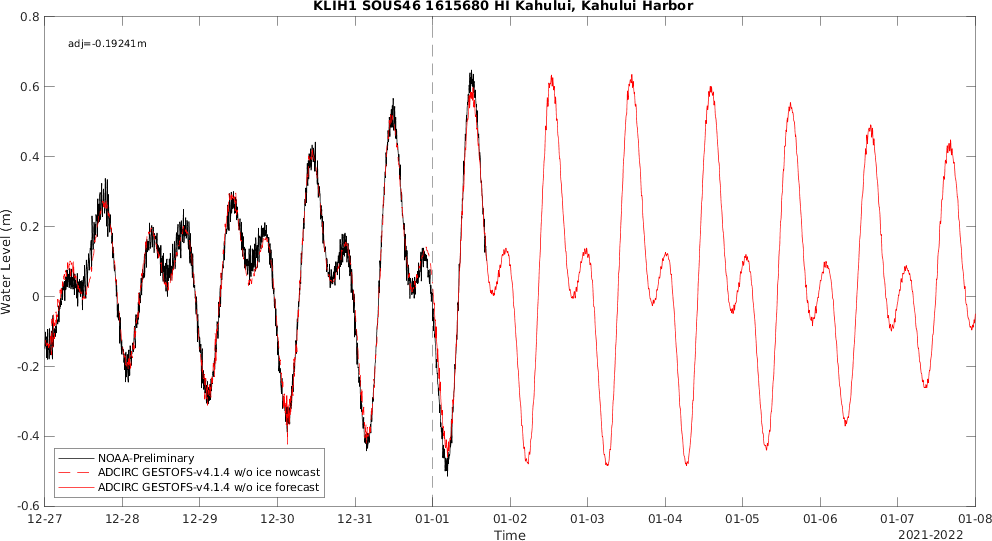 KLIH1 SOUS46 1615680 HI Kahului, Kahului Harbor
adj=-0.19241m
0.8
0.6
0.4
0.2
0
-0.2
-0.4
-0.6
Water Level (m)
NOAA-Preliminary
ADCIRC GESTOFS-v4.1.4 w/o ice nowcast
ADCIRC GESTOFS-v4.1.4 w/o ice forecast
12-27 12-28 12-29 12-30 12-31 01-01 01-02 01-03 01-04 01-05 01-06 01-07 01-08
Time
2021-2022